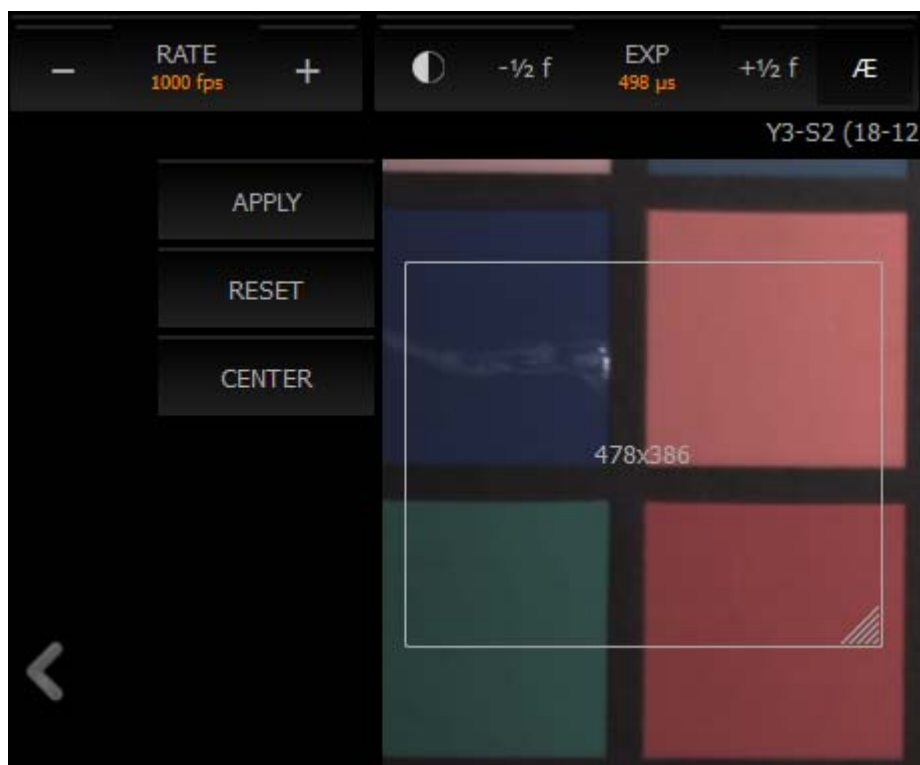 − RATE + -½ f EXP +½ f Æ
1000 fps 498 µs
Y3-S2 (18-12
APPLY
RESET
CENTER
478x386